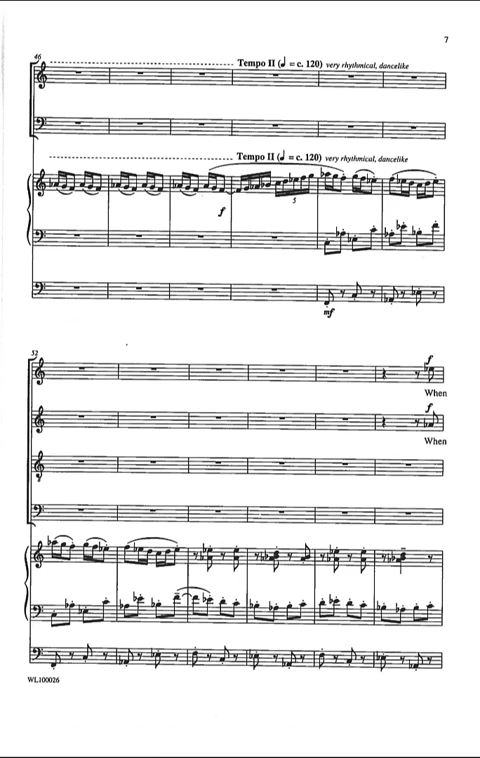 7
46
Tempo II (♩ = c. 120) very rhythmical, dancelike
Tempo II (♩ = c. 120) very rhythmical, dancelike
f
5
mf
52
f
When
f
When
WL100026